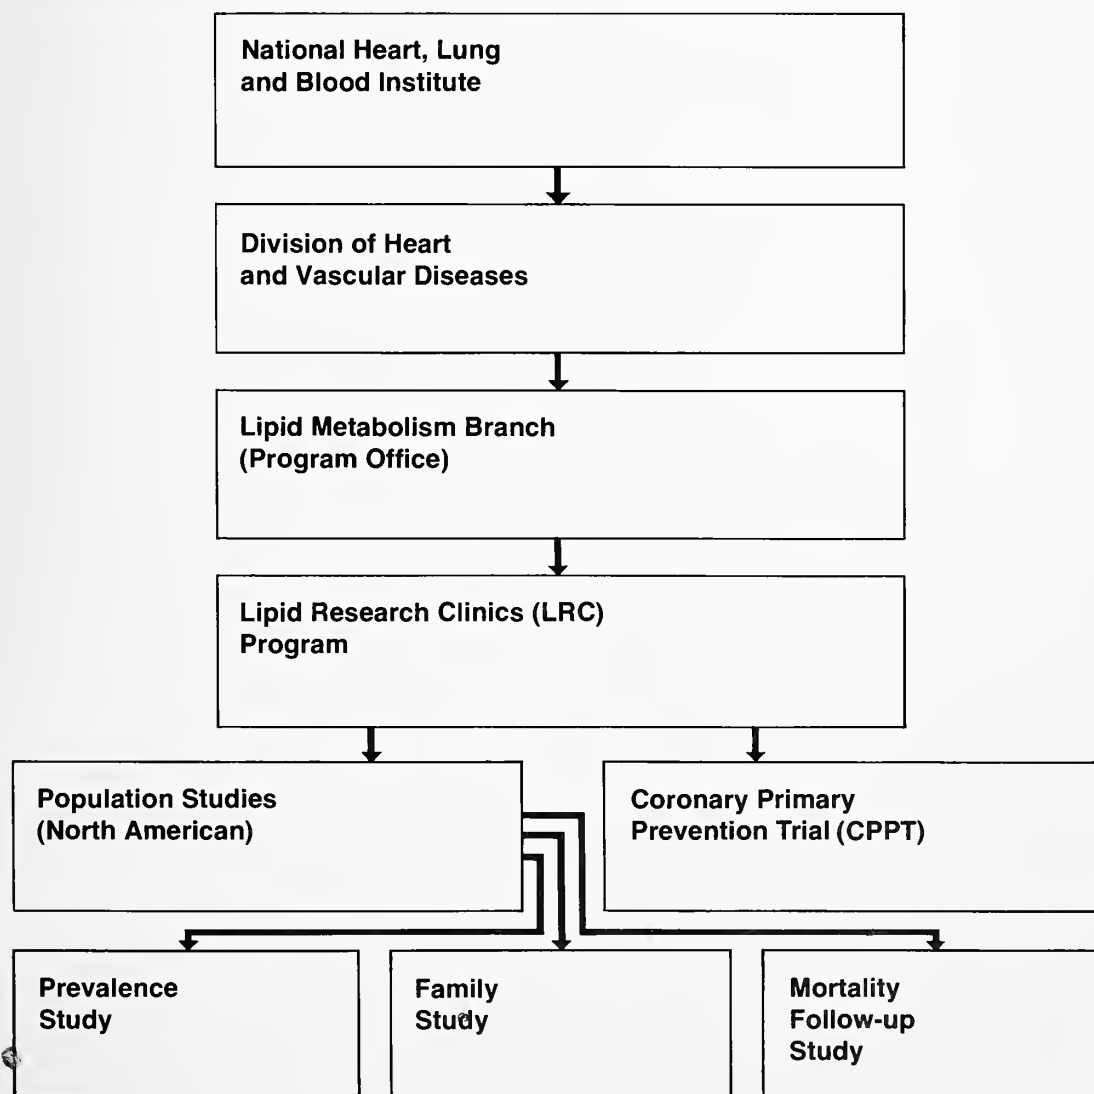 National Heart, Lung
and Blood Institute
Division of Heart
and Vascular Diseases
Lipid Metabolism Branch
(Program Office)
Lipid Research Clinics (LRC)
Program
Population Studies
(North American)
Coronary Primary
Prevention Trial (CPPT)
Prevalence
Study
Family
Study
Mortality
Follow-up
Study